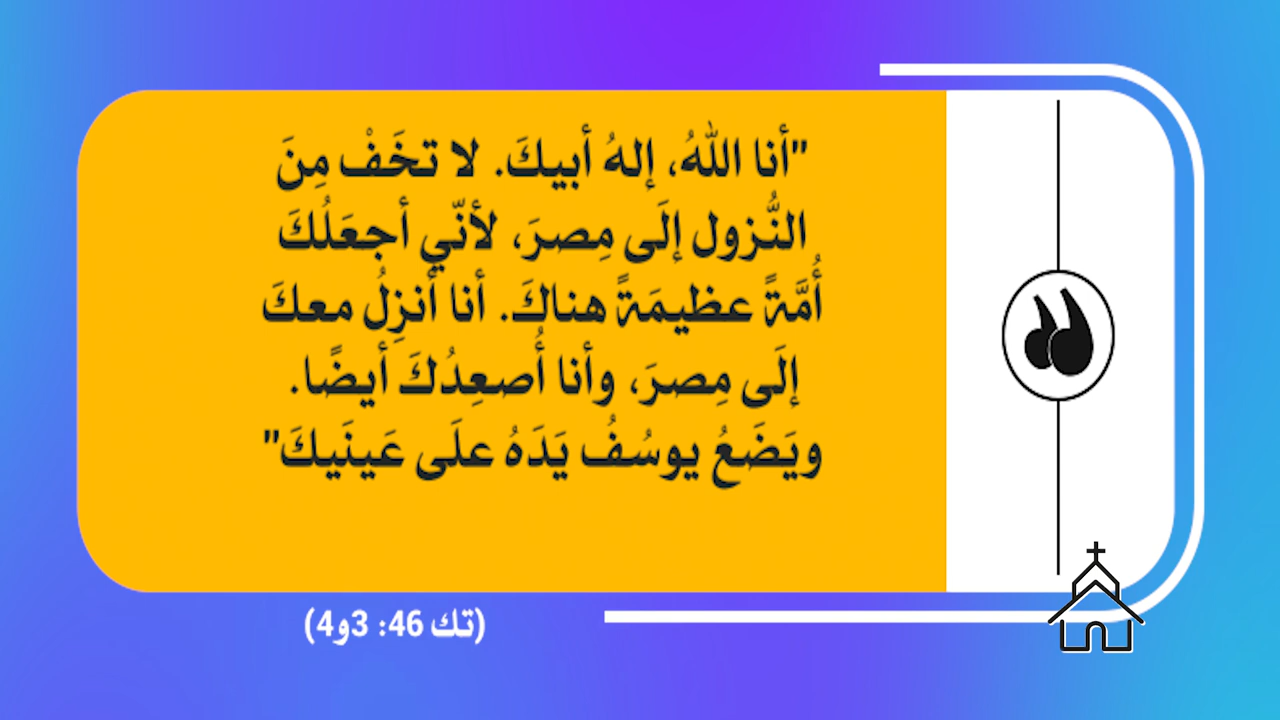 "أنا اللّٰهُ، إلهُ أبيكَ. لا تخَفْ مِنَ
النُّزول إلَى مِصرَ، لأنّي أجعَلُكَ
أُمَّةً عظيمَةً هناكَ. أنا أنزِلُ معكَ
إلَى مِصرَ، وأنا أُصعِدُكَ أيضًا.
ويَضَعُ يوسُفُ يَدَهُ علَى عَينَيكَ"
(تك 46: 3و4)